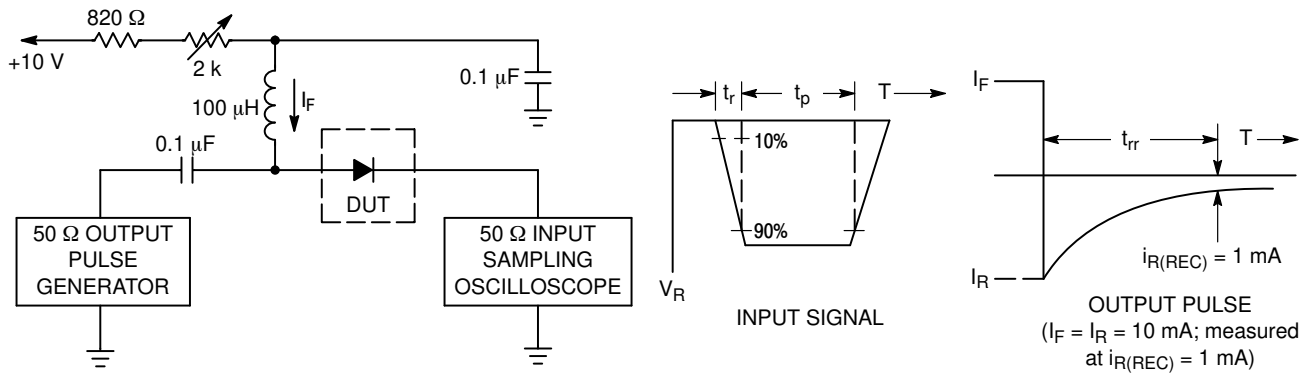 820 Ω
+10 V
2 k
100 μH
I_F
0.1 μF
0.1 μF
DUT
50 Ω OUTPUT
PULSE
GENERATOR
50 Ω INPUT
SAMPLING
OSCILLOSCOPE
t_r
t_p
T
10%
90%
V_R
INPUT SIGNAL
I_F
t_rr
T
i_R(REC) = 1 mA
I_R
OUTPUT PULSE
(I_F = I_R = 10 mA; measured
at i_R(REC) = 1 mA)